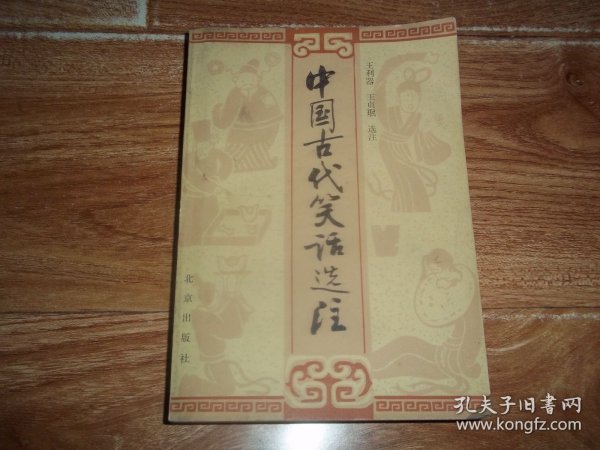 中国古代笑话选注
王利器 王贞珉 选注
北京出版社
孔夫子旧书网
www.kongfz.com